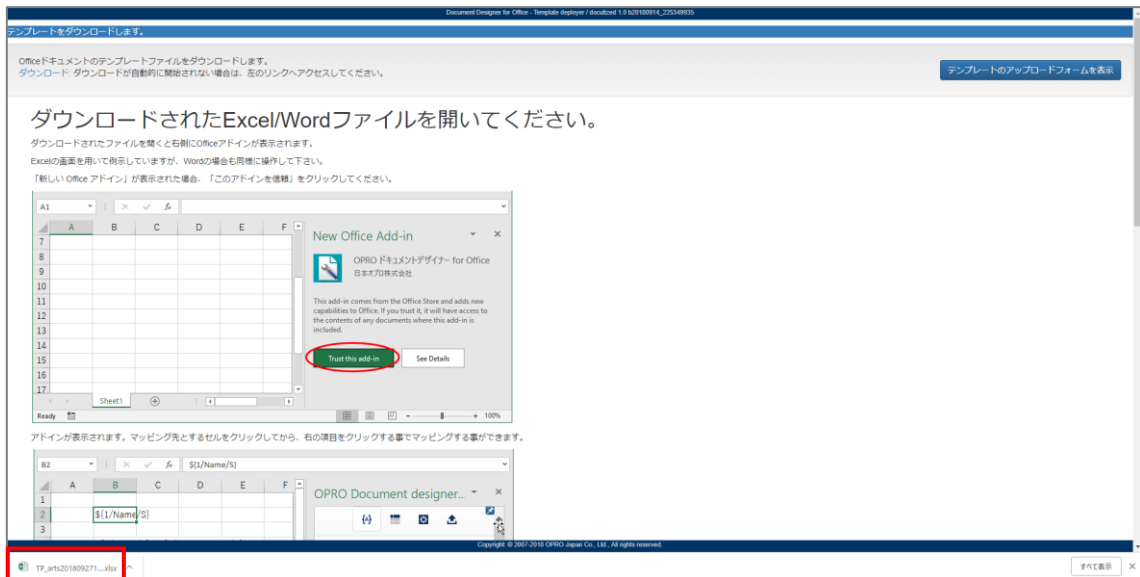 Document Designer for Office - Template deployer / docutized 1.0 b20180914_225349935
テンプレートをダウンロードします。
Officeドキュメントのテンプレートファイルをダウンロードします。
ダウンロード: ダウンロードが自動的に開始されない場合は、左のリンクへアクセスしてください。
テンプレートのアップロードフォームを表示
ダウンロードされたExcel/Wordファイルを開いてください。
ダウンロードされたファイルを開くと右側にOfficeアドインが表示されます。
Excelの画面を用いて例示していますが、Wordの場合も同様に操作して下さい。
「新しい Office アドイン」が表示された場合、「このアドインを信頼」をクリックしてください。
A1 fx
A B C D E F
7
8
9
10
11
12
13
14
15
16
17
New Office Add-in
OPRO ドキュメントデザイナー for Office
日本オプロ株式会社
This add-in comes from the Office Store and adds new
capabilities to Office. If you trust it, it will have access to
the contents of any documents where this add-in is
included.
Trust this add-in See Details
Sheet1
Ready 100%
アドインが表示されます。マッピング先とするセルをクリックしてから、右の項目をクリックする事でマッピングする事ができます。
B2 fx ${1/Name/S}
A B C D E F
1
2 ${1/Name/S}
3
OPRO Document designer..
Copyright © 2007-2018 OPRO Japan Co., Ltd., All rights reserved.
TP_arts201809271....xlsx
すべて表示